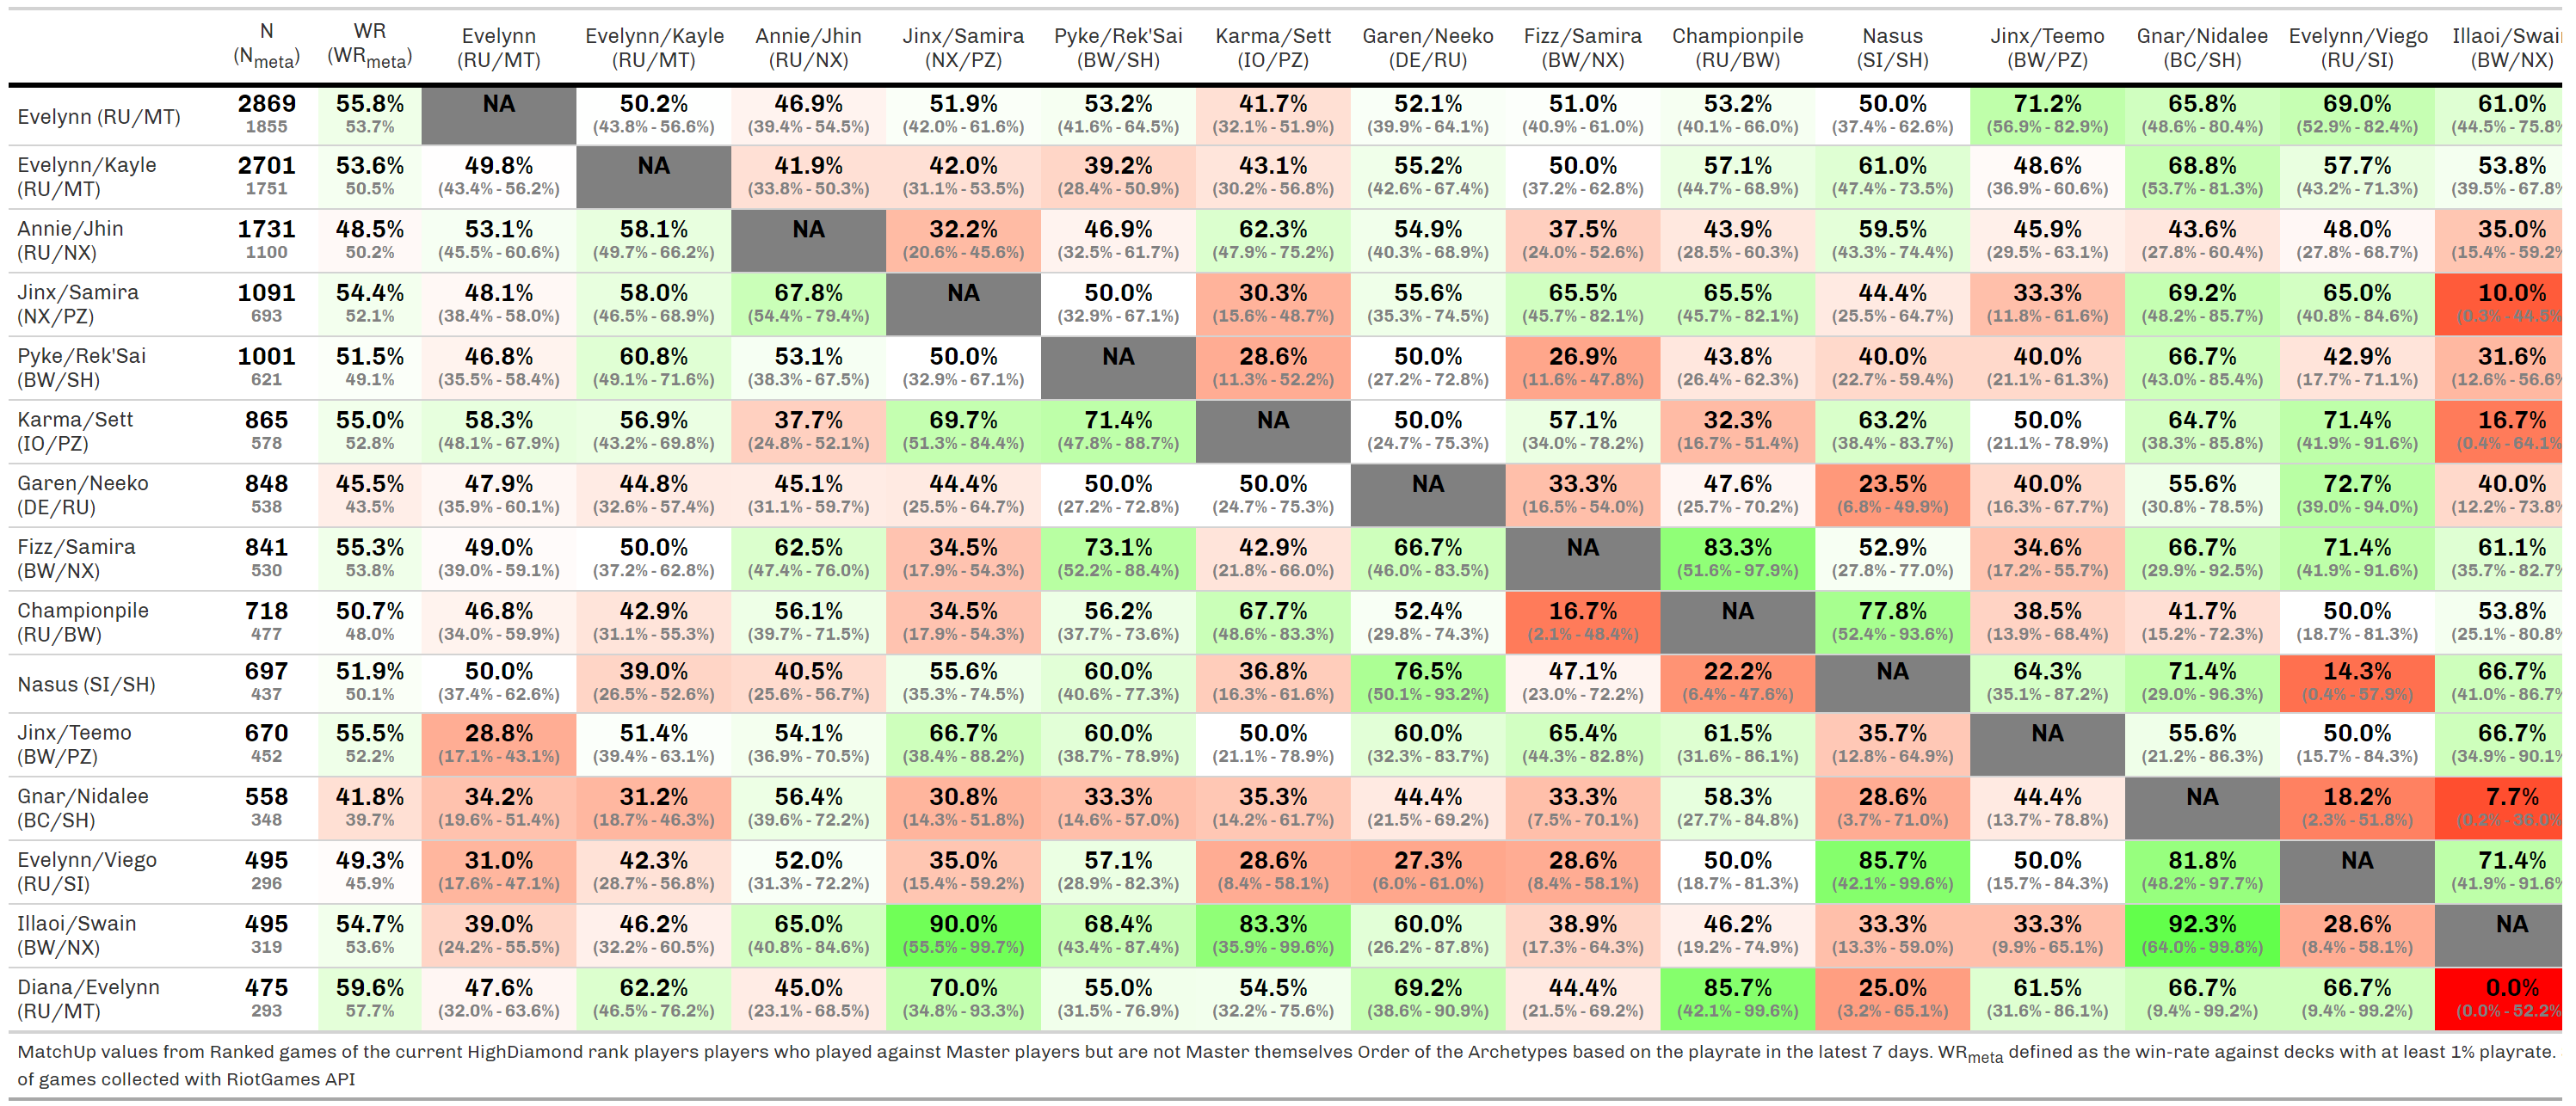 N WR Evelynn Evelynn/Kayle Annie/Jhin Jinx/Samira Pyke/Rek'Sai Karma/Sett Garen/Neeko Fizz/Samira Championpile Nasus Jinx/Teemo Gnar/Nidalee Evelynn/Viego Illaoi/Swai
(Nmeta) (WRmeta) (RU/MT) (RU/MT) (RU/NX) (NX/PZ) (BW/SH) (IO/PZ) (DE/RU) (BW/NX) (RU/BW) (SI/SH) (BW/PZ) (BC/SH) (RU/SI) (BW/NX)
Evelynn (RU/MT) 2869 55.8% NA 50.2% 46.9% 51.9% 53.2% 41.7% 52.1% 51.0% 53.2% 50.0% 71.2% 65.8% 69.0% 61.0%
1855 53.7% (43.8% - 56.6%) (39.4% - 54.5%) (42.0% - 61.6%) (41.6% - 64.5%) (32.1% - 51.9%) (39.9% - 64.1%) (40.9% - 61.0%) (40.1% - 66.0%) (37.4% - 62.6%) (56.9% - 82.9%) (48.6% - 80.4%) (52.9% - 82.4%) (44.5% - 75.8%
Evelynn/Kayle 2701 53.6% 49.8% NA 41.9% 42.0% 39.2% 43.1% 55.2% 50.0% 57.1% 61.0% 48.6% 68.8% 57.7% 53.8%
(RU/MT) 1751 50.5% (43.4% - 56.2%) (33.8% - 50.3%) (31.1% - 53.5%) (28.4% - 50.9%) (30.2% - 56.8%) (42.6% - 67.4%) (37.2% - 62.8%) (44.7% - 68.9%) (47.4% - 73.5%) (36.9% - 60.6%) (53.7% - 81.3%) (43.2% - 71.3%) (39.5% - 67.8%
Annie/Jhin 1731 48.5% 53.1% 58.1% NA 32.2% 46.9% 62.3% 54.9% 37.5% 43.9% 59.5% 45.9% 43.6% 48.0% 35.0%
(RU/NX) 1100 50.2% (45.5% - 60.6%) (49.7% - 66.2%) (20.6% - 45.6%) (32.5% - 61.7%) (47.9% - 75.2%) (40.3% - 68.9%) (24.0% - 52.6%) (28.5% - 60.3%) (43.3% - 74.4%) (29.5% - 63.1%) (27.8% - 60.4%) (27.8% - 68.7%) (15.4% - 59.2%
Jinx/Samira 1091 54.4% 48.1% 58.0% 67.8% NA 50.0% 30.3% 55.6% 65.5% 65.5% 44.4% 33.3% 69.2% 65.0% 10.0%
(NX/PZ) 693 52.1% (38.4% - 58.0%) (46.5% - 68.9%) (54.4% - 79.4%) (32.9% - 67.1%) (15.6% - 48.7%) (35.3% - 74.5%) (45.7% - 82.1%) (45.7% - 82.1%) (25.5% - 64.7%) (11.8% - 61.6%) (48.2% - 85.7%) (40.8% - 84.6%) (0.3% - 44.5%
Pyke/Rek'Sai 1001 51.5% 46.8% 60.8% 53.1% 50.0% NA 28.6% 50.0% 26.9% 43.8% 40.0% 40.0% 66.7% 42.9% 31.6%
(BW/SH) 621 49.1% (35.5% - 58.4%) (49.1% - 71.6%) (38.3% - 67.5%) (32.9% - 67.1%) (11.3% - 52.2%) (27.2% - 72.8%) (11.6% - 47.8%) (26.4% - 62.3%) (22.7% - 59.4%) (21.1% - 61.3%) (43.0% - 85.4%) (17.7% - 71.1%) (12.6% - 56.6%
Karma/Sett 865 55.0% 58.3% 56.9% 37.7% 69.7% 71.4% NA 50.0% 57.1% 32.3% 63.2% 50.0% 64.7% 71.4% 16.7%
(IO/PZ) 578 52.8% (48.1% - 67.9%) (43.2% - 69.8%) (24.8% - 52.1%) (51.3% - 84.4%) (47.8% - 88.7%) (24.7% - 75.3%) (34.0% - 78.2%) (16.7% - 51.4%) (38.4% - 83.7%) (21.1% - 78.9%) (38.3% - 85.8%) (41.9% - 91.6%) (0.4% - 64.1%
Garen/Neeko 848 45.5% 47.9% 44.8% 45.1% 44.4% 50.0% 50.0% NA 33.3% 47.6% 23.5% 40.0% 55.6% 72.7% 40.0%
(DE/RU) 538 43.5% (35.9% - 60.1%) (32.6% - 57.4%) (31.1% - 59.7%) (25.5% - 64.7%) (27.2% - 72.8%) (24.7% - 75.3%) (16.5% - 54.0%) (25.7% - 70.2%) (6.8% - 49.9%) (16.3% - 67.7%) (30.8% - 78.5%) (39.0% - 94.0%) (12.2% - 73.8%
Fizz/Samira 841 55.3% 49.0% 50.0% 62.5% 34.5% 73.1% 42.9% 66.7% NA 83.3% 52.9% 34.6% 66.7% 71.4% 61.1%
(BW/NX) 530 53.8% (39.0% - 59.1%) (37.2% - 62.8%) (47.4% - 76.0%) (17.9% - 54.3%) (52.2% - 88.4%) (21.8% - 66.0%) (46.0% - 83.5%) (51.6% - 97.9%) (27.8% - 77.0%) (17.2% - 55.7%) (29.9% - 92.5%) (41.9% - 91.6%) (35.7% - 82.7%
Championpile 718 50.7% 46.8% 42.9% 56.1% 34.5% 56.2% 67.7% 52.4% 16.7% NA 77.8% 38.5% 41.7% 50.0% 53.8%
(RU/BW) 477 48.0% (34.0% - 59.9%) (31.1% - 55.3%) (39.7% - 71.5%) (17.9% - 54.3%) (37.7% - 73.6%) (48.6% - 83.3%) (29.8% - 74.3%) (2.1% - 48.4%) (52.4% - 93.6%) (13.9% - 68.4%) (15.2% - 72.3%) (18.7% - 81.3%) (25.1% - 80.8%
Nasus (SI/SH) 697 51.9% 50.0% 39.0% 40.5% 55.6% 60.0% 36.8% 76.5% 47.1% 22.2% NA 64.3% 71.4% 14.3% 66.7%
437 50.1% (37.4% - 62.6%) (26.5% - 52.6%) (25.6% - 56.7%) (35.3% - 74.5%) (40.6% - 77.3%) (16.3% - 61.6%) (50.1% - 93.2%) (23.0% - 72.2%) (6.4% - 47.6%) (35.1% - 87.2%) (29.0% - 96.3%) (0.4% - 57.9%) (41.0% - 86.7%
Jinx/Teemo 670 55.5% 28.8% 51.4% 54.1% 66.7% 60.0% 50.0% 60.0% 65.4% 61.5% 35.7% NA 55.6% 50.0% 66.7%
(BW/PZ) 452 52.2% (17.1% - 43.1%) (39.4% - 63.1%) (36.9% - 70.5%) (38.4% - 88.2%) (38.7% - 78.9%) (21.1% - 78.9%) (32.3% - 83.7%) (44.3% - 82.8%) (31.6% - 86.1%) (12.8% - 64.9%) (21.2% - 86.3%) (15.7% - 84.3%) (34.9% - 90.1%
Gnar/Nidalee 558 41.8% 34.2% 31.2% 56.4% 30.8% 33.3% 35.3% 44.4% 33.3% 58.3% 28.6% 44.4% NA 18.2% 7.7%
(BC/SH) 348 39.7% (19.6% - 51.4%) (18.7% - 46.3%) (39.6% - 72.2%) (14.3% - 51.8%) (14.6% - 57.0%) (14.2% - 61.7%) (21.5% - 69.2%) (7.5% - 70.1%) (27.7% - 84.8%) (3.7% - 71.0%) (13.7% - 78.8%) (2.3% - 51.8%) (0.2% - 36.0%
Evelynn/Viego 495 49.3% 31.0% 42.3% 52.0% 35.0% 57.1% 28.6% 27.3% 28.6% 50.0% 85.7% 50.0% 81.8% NA 71.4%
(RU/SI) 296 45.9% (17.6% - 47.1%) (28.7% - 56.8%) (31.3% - 72.2%) (15.4% - 59.2%) (28.9% - 82.3%) (8.4% - 58.1%) (6.0% - 61.0%) (8.4% - 58.1%) (18.7% - 81.3%) (42.1% - 99.6%) (15.7% - 84.3%) (48.2% - 97.7%) (41.9% - 91.6%
Illaoi/Swain 495 54.7% 39.0% 46.2% 65.0% 90.0% 68.4% 83.3% 60.0% 38.9% 46.2% 33.3% 33.3% 92.3% 28.6% NA
(BW/NX) 319 53.6% (24.2% - 55.5%) (32.2% - 60.5%) (40.8% - 84.6%) (55.5% - 99.7%) (43.4% - 87.4%) (35.9% - 99.6%) (26.2% - 87.8%) (17.3% - 64.3%) (19.2% - 74.9%) (13.3% - 59.0%) (9.9% - 65.1%) (64.0% - 99.8%) (8.4% - 58.1%)
Diana/Evelynn 475 59.6% 47.6% 62.2% 45.0% 70.0% 55.0% 54.5% 69.2% 44.4% 85.7% 25.0% 61.5% 66.7% 66.7% 0.0%
(RU/MT) 293 57.7% (32.0% - 63.6%) (46.5% - 76.2%) (23.1% - 68.5%) (34.8% - 93.3%) (31.5% - 76.9%) (32.2% - 75.6%) (38.6% - 90.9%) (21.5% - 69.2%) (42.1% - 99.6%) (3.2% - 65.1%) (31.6% - 86.1%) (9.4% - 99.2%) (9.4% - 99.2%) (0.0% - 52.2%
MatchUp values from Ranked games of the current HighDiamond rank players players who played against Master players but are not Master themselves Order of the Archetypes based on the playrate in the latest 7 days. WRmeta defined as the win-rate against decks with at least 1% playrate.
of games collected with RiotGames API